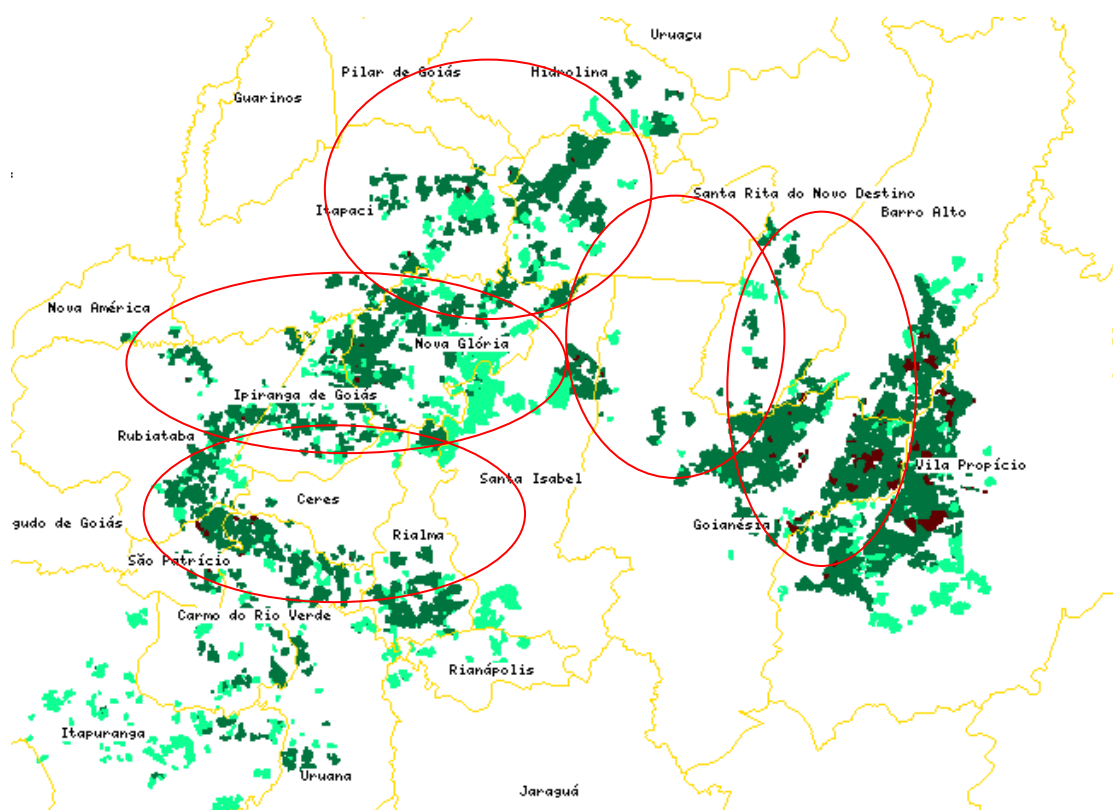 Uruaçu
Pilar de Goiás
Hidrolina
Guarinos
Santa Rita do Novo Destino
Itapaci
Barro Alto
Nova América
Nova Glória
Ipiranga de Goiás
Rubiataba
Vila Propício
Santa Isabel
Ceres
gudo de Goiás
Goianésia
Rialma
São Patrício
Carmo do Rio Verde
Rianápolis
Itapuranga
Uruana
Jaraguá